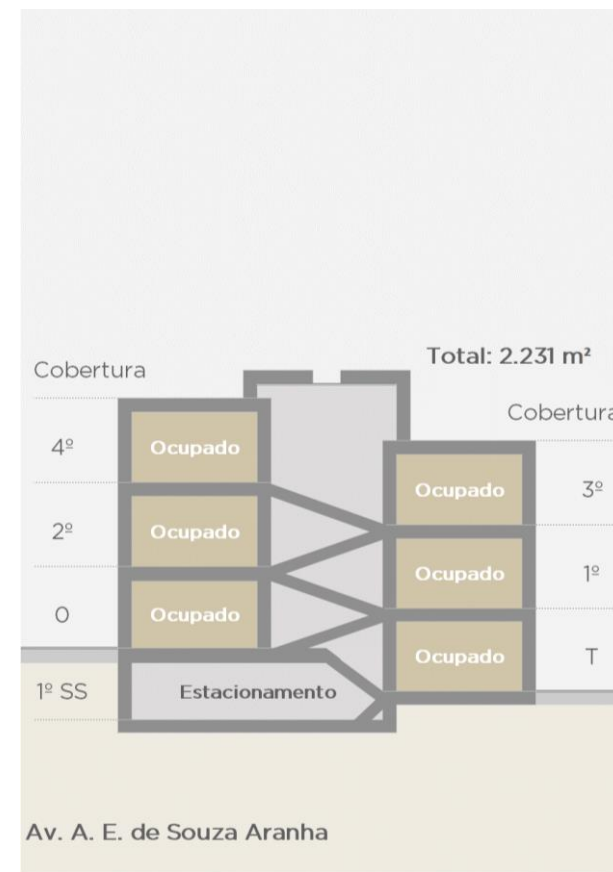 Total: 2.231 m²
Cobertura
Cobertura
4º
Ocupado
Ocupado
3º
2º
Ocupado
Ocupado
1º
0
Ocupado
Ocupado
T
1º SS
Estacionamento
Av. A. E. de Souza Aranha